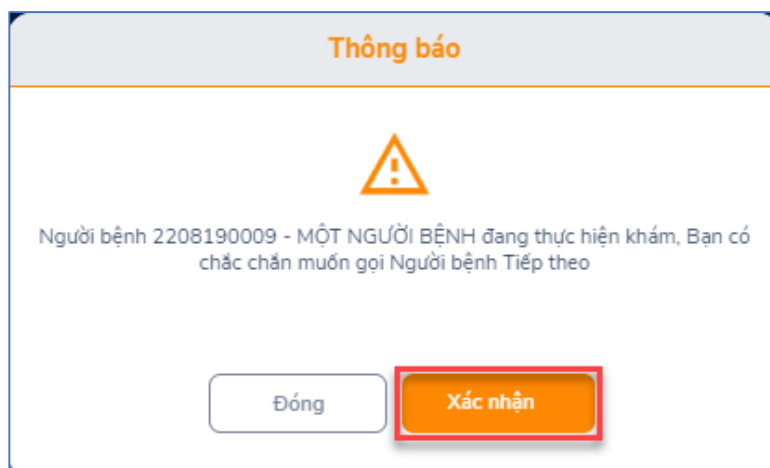 Thông báo
Người bệnh 2208190009 - MỘT NGƯỜI BỆNH đang thực hiện khám, Bạn có
chắc chắn muốn gọi Người bệnh Tiếp theo
Đóng
Xác nhận